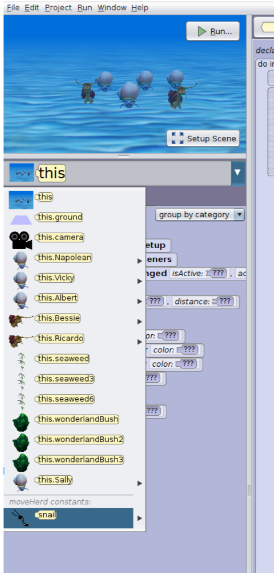 File Edit Project Run Window Help
Run...
Setup Scene
decla
do in
this
this
this.ground
this.camera
this.Napolean
this.Vicky
this.Albert
this.Bessie
this.Ricardo
this.seaweed
this.seaweed3
this.seaweed6
this.wonderlandBush
this.wonderlandBush2
this.wonderlandBush3
this.Sally
moveHerd constants:
snail
group by category
etup
eners
nged isActive: ??? , ac
??? , distance: ???
or: ???
color: ???
color: ???
???
???